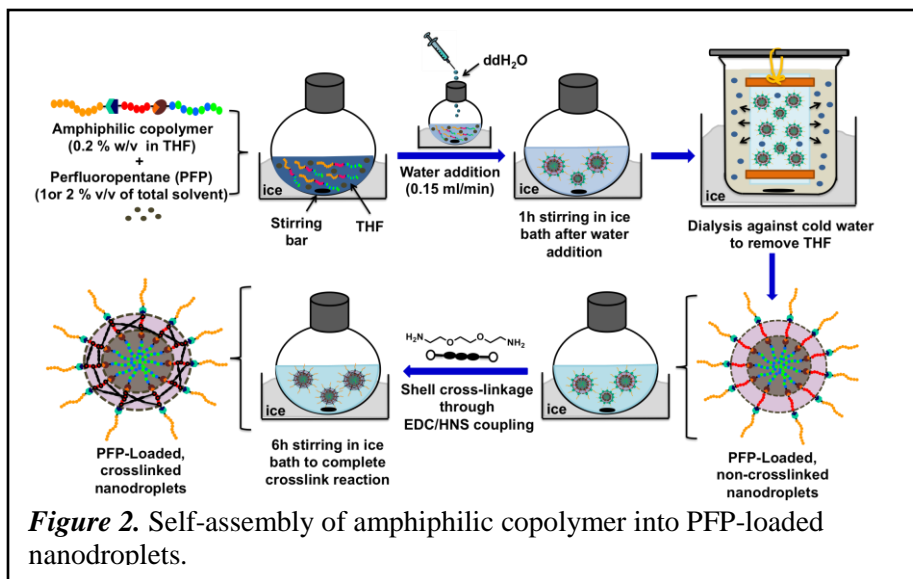 Amphiphilic copolymer
(0.2 % w/v in THF)
+
Perfluoropentane (PFP)
(1or 2 % v/v of total solvent)
ice
Stirring
bar
THF
ddH₂O
Water addition
(0.15 ml/min)
ice
1h stirring in ice
bath after water
addition
ice
Dialysis against cold water
to remove THF
PFP-Loaded,
non-crosslinked
nanodroplets
ice
H₂N
O
O
NH₂
Shell cross-linkage
through
EDC/HNS coupling
ice
6h stirring in ice
bath to complete
crosslink reaction
PFP-Loaded,
crosslinked
nanodroplets
Figure 2. Self-assembly of amphiphilic copolymer into PFP-loaded
nanodroplets.